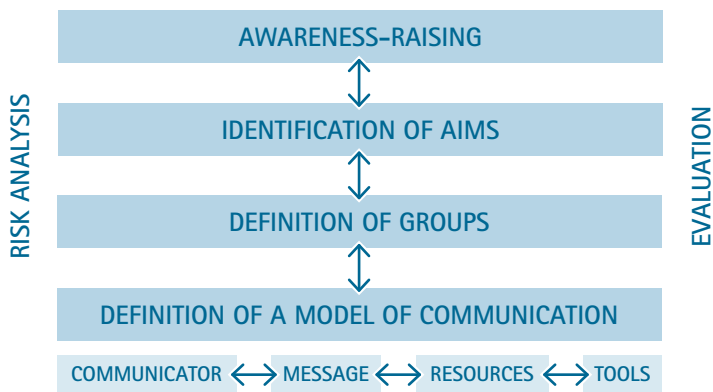 AWARENESS-RAISING
RISK ANALYSIS
IDENTIFICATION OF AIMS
EVALUATION
DEFINITION OF GROUPS
DEFINITION OF A MODEL OF COMMUNICATION
COMMUNICATOR MESSAGE RESOURCES TOOLS